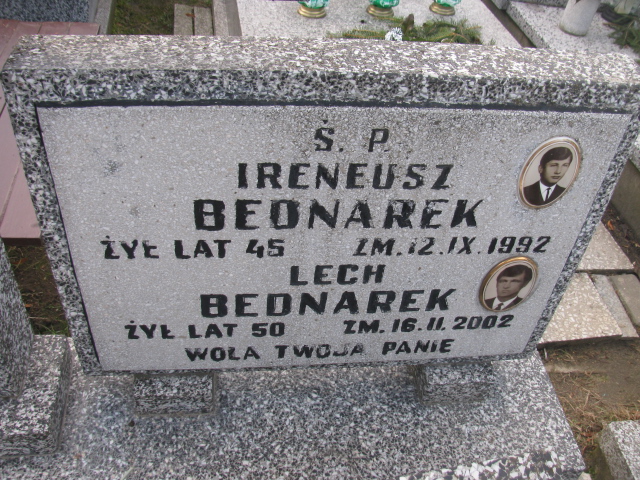 Ś. P.
IRENEUSZ
BEDNAREK
ŻYŁ LAT 45 ZM. 12. IX. 1992
LECH
BEDNAREK
ŻYŁ LAT 50 ZM. 16. II. 2002
WOLA TWOJA PANIE